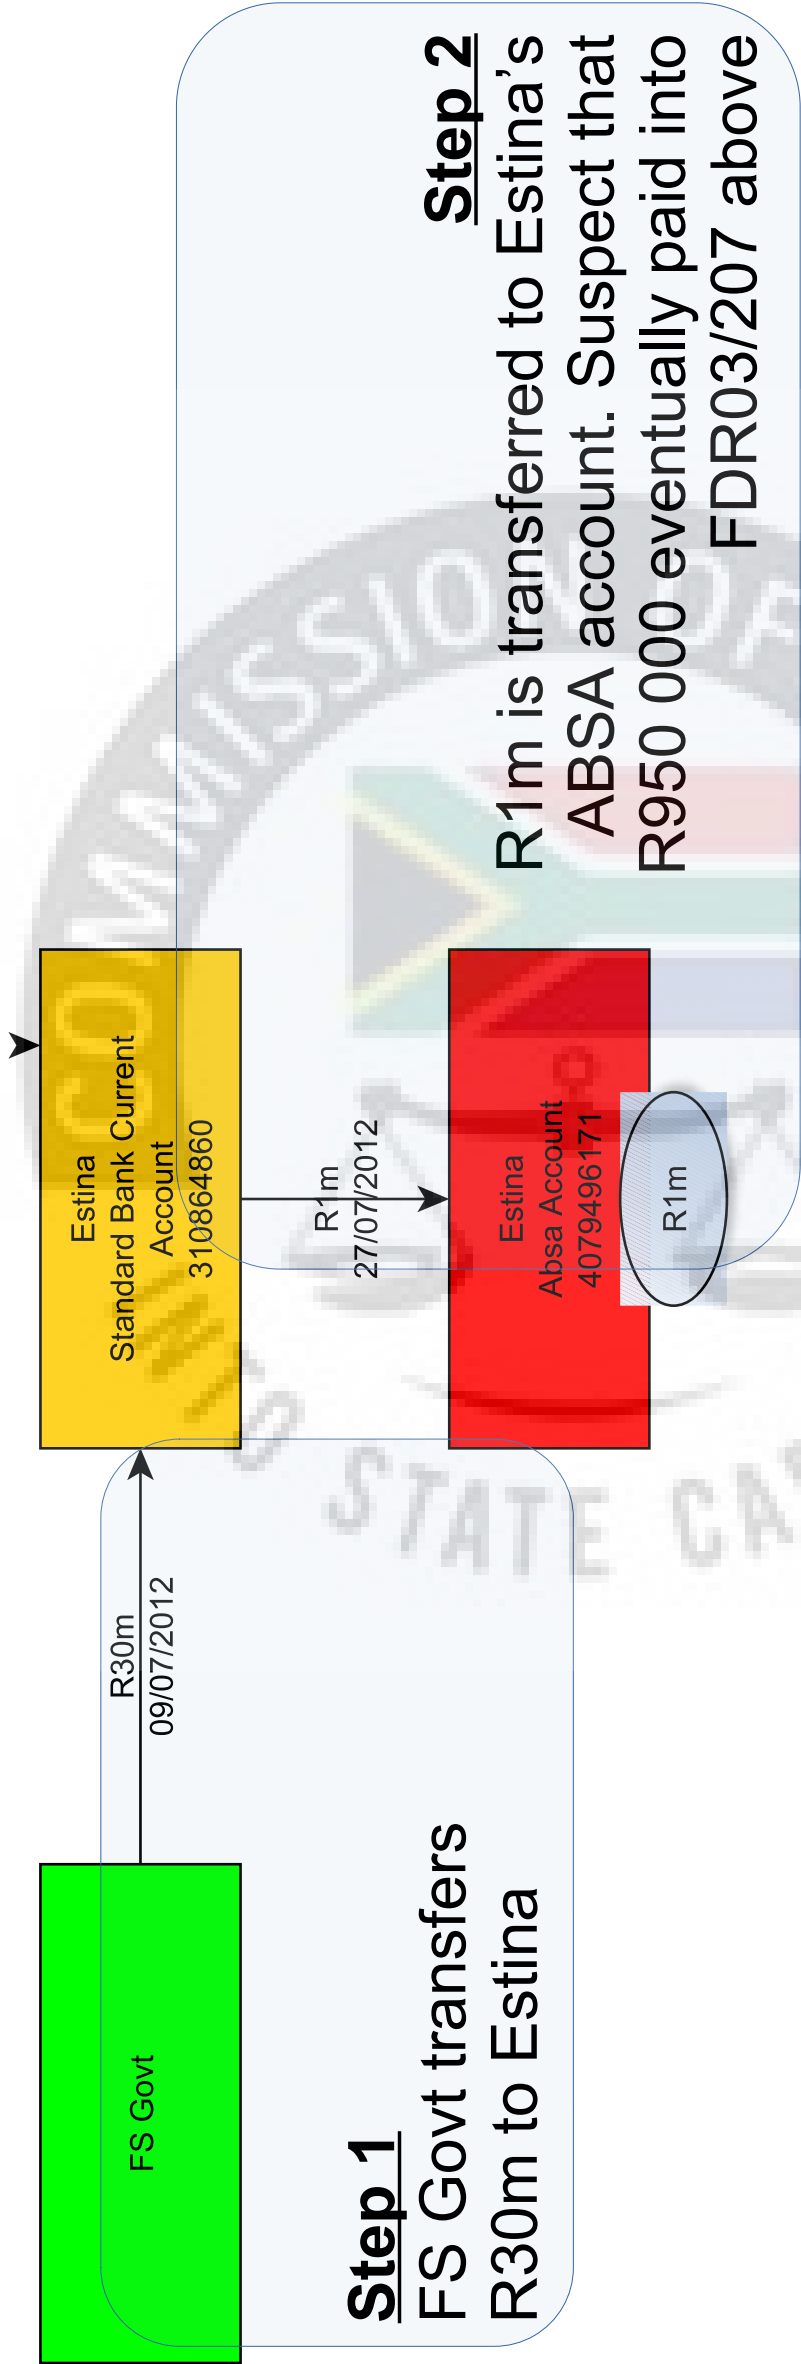 FS Govt
R30m
09/07/2012
Estina
Standard Bank Current
Account
310864860
R1m
27/07/2012
Estina
Absa Account
4079496171
R1m
Step 1
FS Govt transfers
R30m to Estina
Step 2
R1m is transferred to Estina’s
ABSA account. Suspect that
R950 000 eventually paid into
FDR03/207 above
COMMISSION OF
INTO STATE CAP